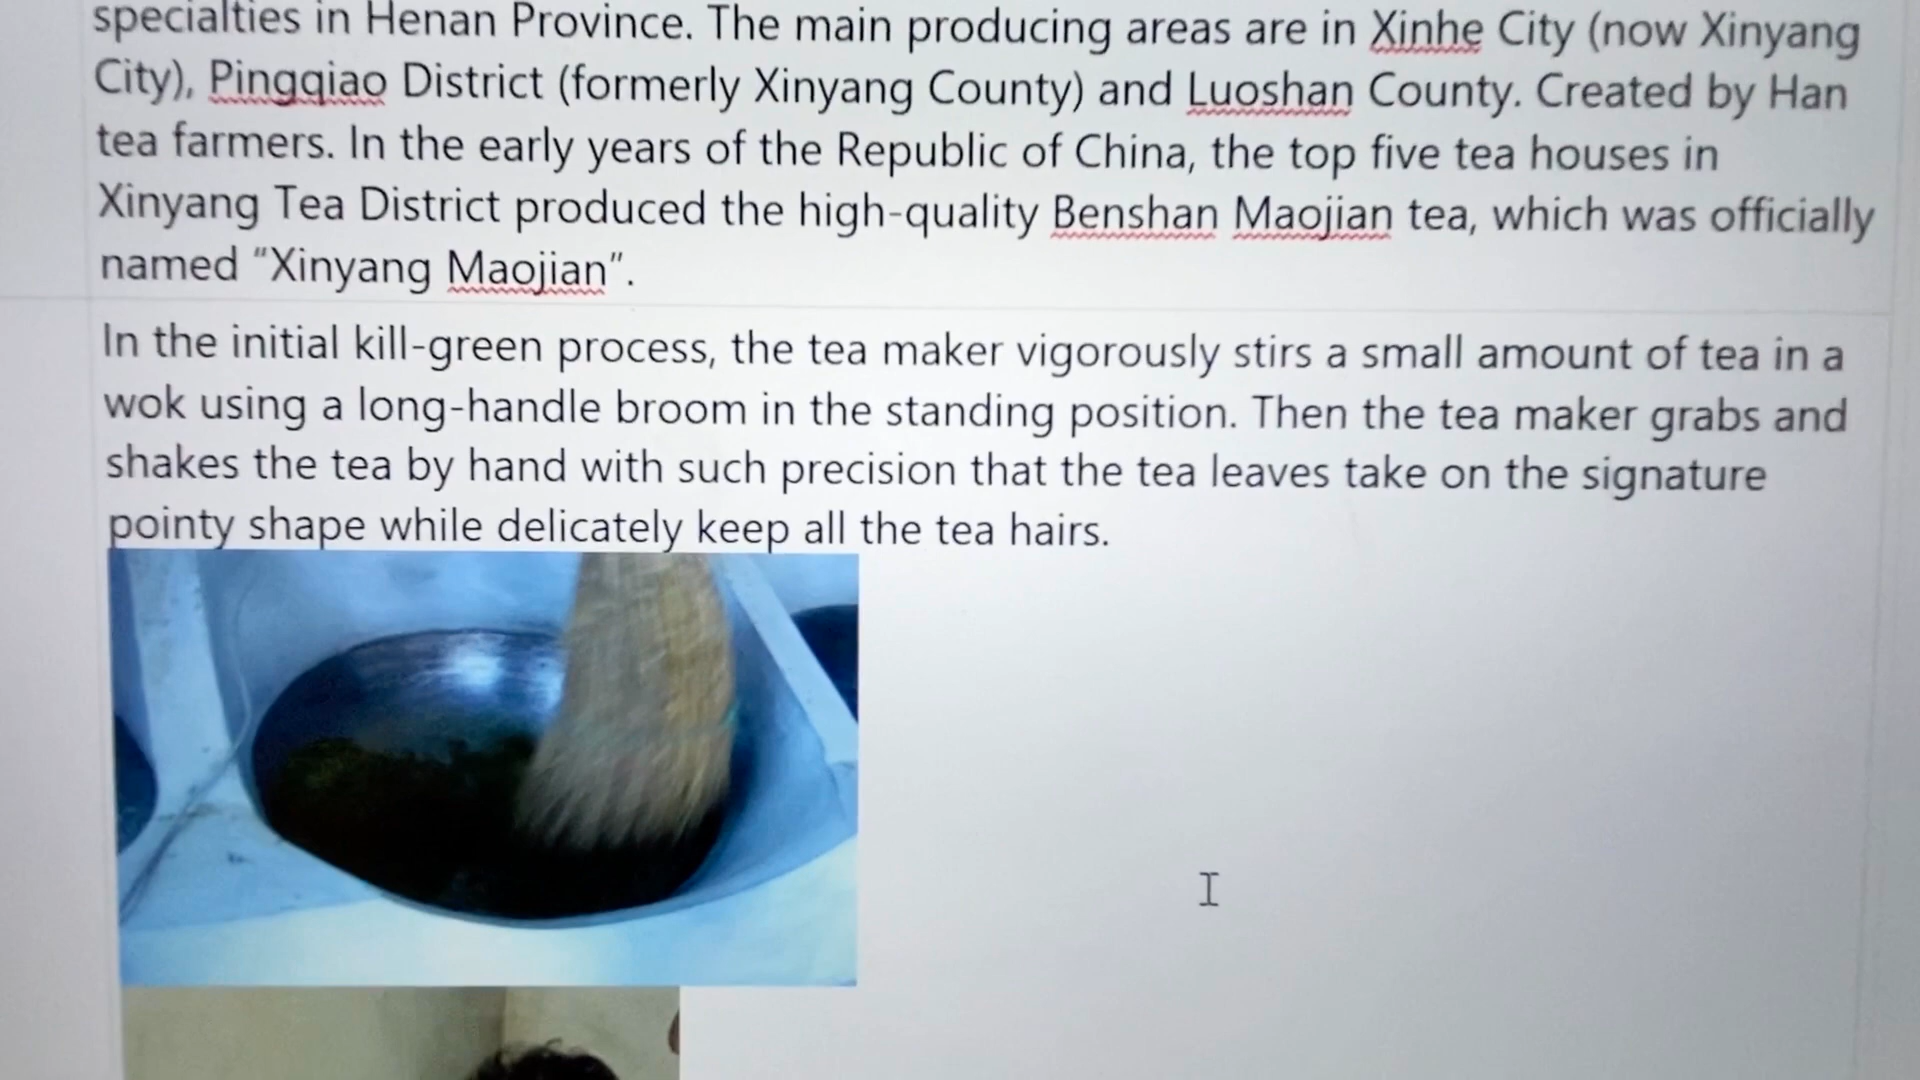 specialties in Henan Province. The main producing areas are in Xinhe City (now Xinyang
City), Pingqiao District (formerly Xinyang County) and Luoshan County. Created by Han
tea farmers. In the early years of the Republic of China, the top five tea houses in
Xinyang Tea District produced the high-quality Benshan Maojian tea, which was officially
named “Xinyang Maojian”.
In the initial kill-green process, the tea maker vigorously stirs a small amount of tea in a
wok using a long-handle broom in the standing position. Then the tea maker grabs and
shakes the tea by hand with such precision that the tea leaves take on the signature
pointy shape while delicately keep all the tea hairs.